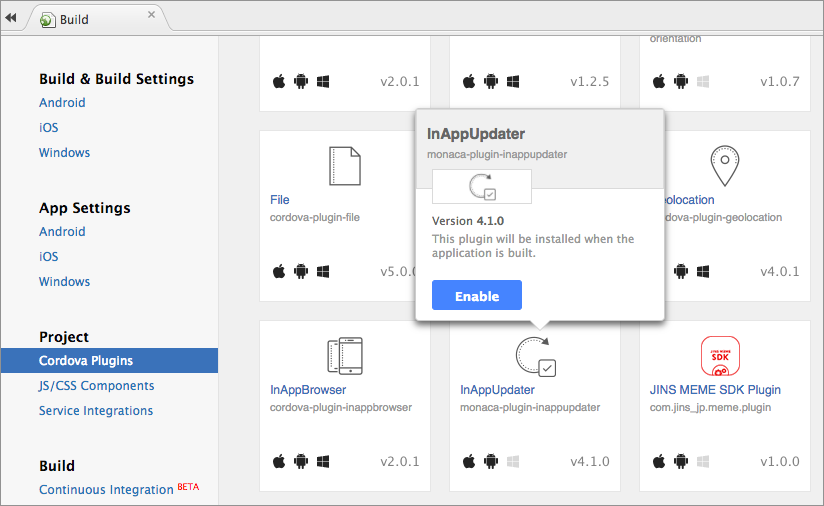 Build
Build & Build Settings
Android
iOS
Windows
App Settings
Android
iOS
Windows
Project
Cordova Plugins
JS/CSS Components
Service Integrations
Build
Continuous Integration BETA
orientation
v2.0.1
v1.2.5
v1.0.7
File
cordova-plugin-file
v5.0.0
InAppUpdater
monaca-plugin-inappupdater
Version 4.1.0
This plugin will be installed when the
application is built.
Enable
eolocation
dova-plugin-geolocation
v4.0.1
InAppBrowser
cordova-plugin-inappbrowser
v2.0.1
InAppUpdater
monaca-plugin-inappupdater
v4.1.0
JINS MEME
SDK
JINS MEME SDK Plugin
com.jins_jp.meme.plugin
v1.0.0